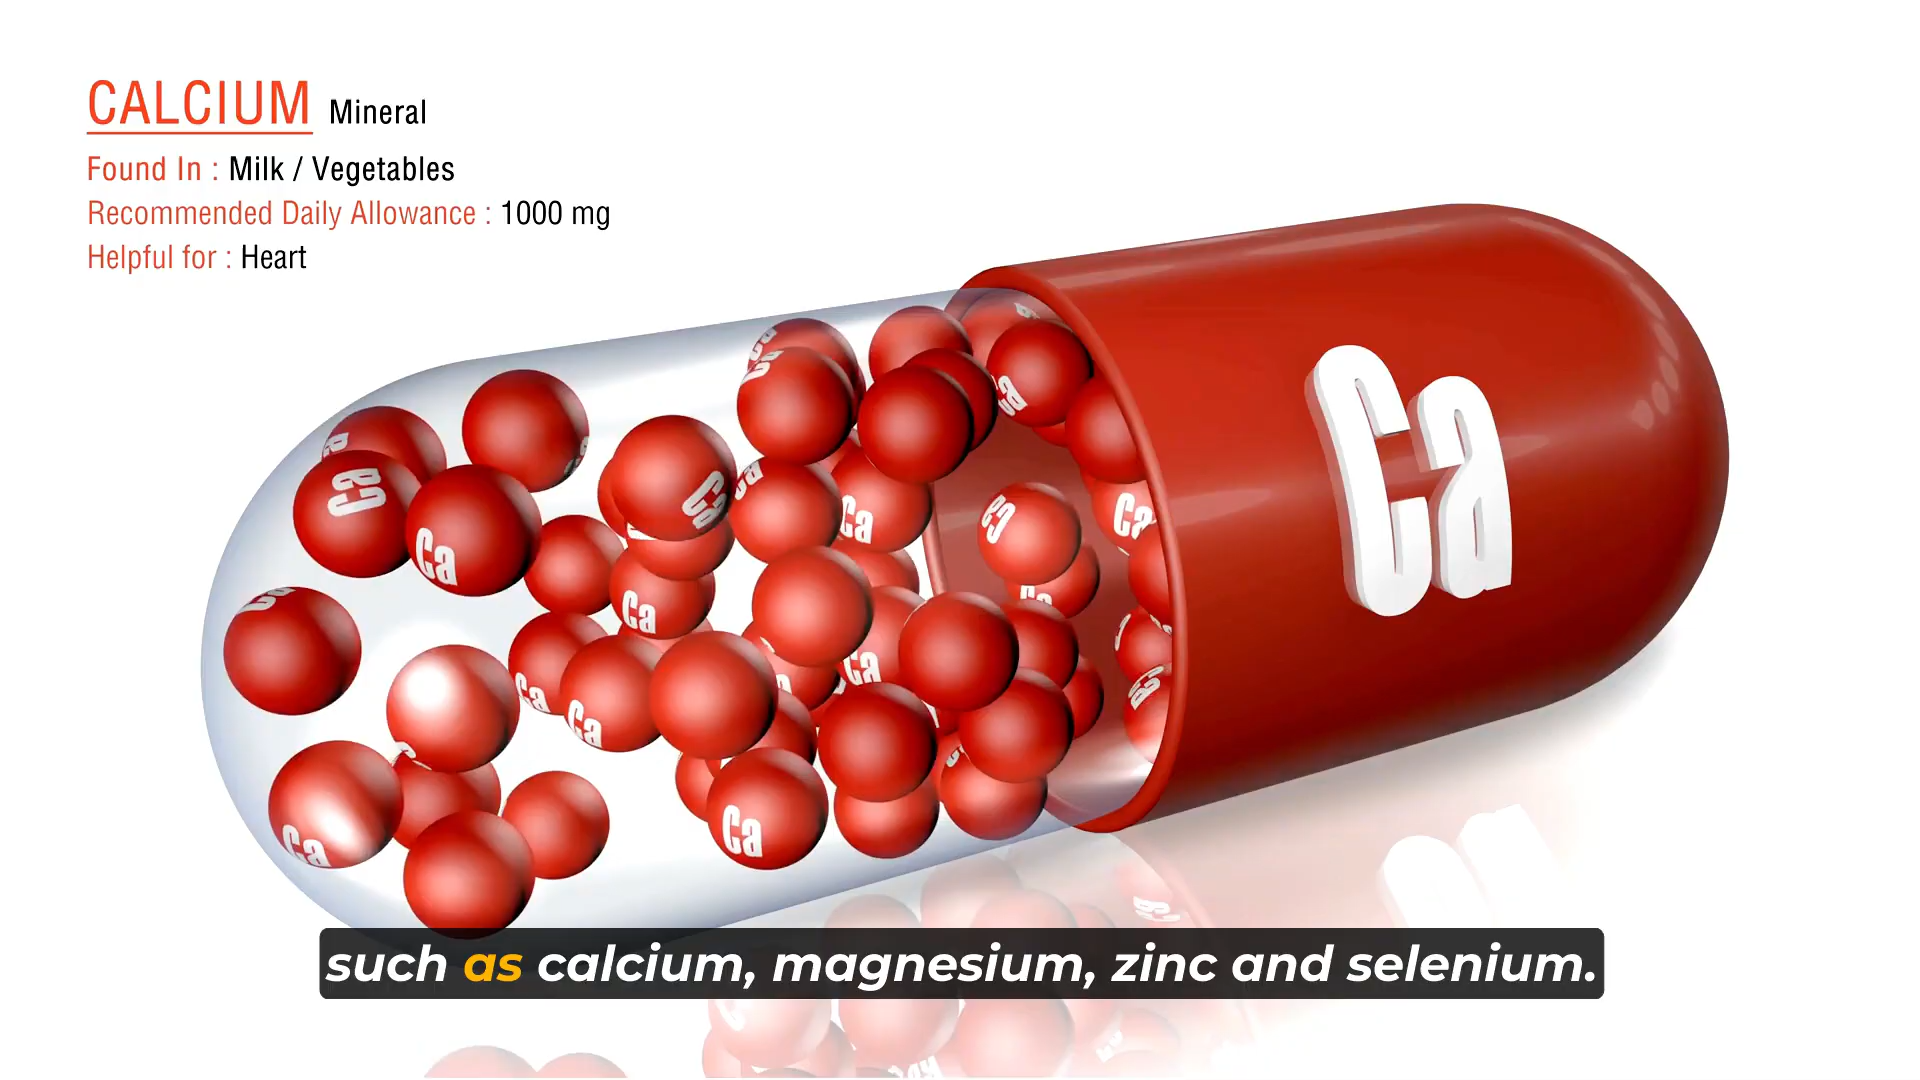 CALCIUM Mineral
Found In : Milk / Vegetables
Recommended Daily Allowance : 1000 mg
Helpful for : Heart
Ca
such as calcium, magnesium, zinc and selenium.